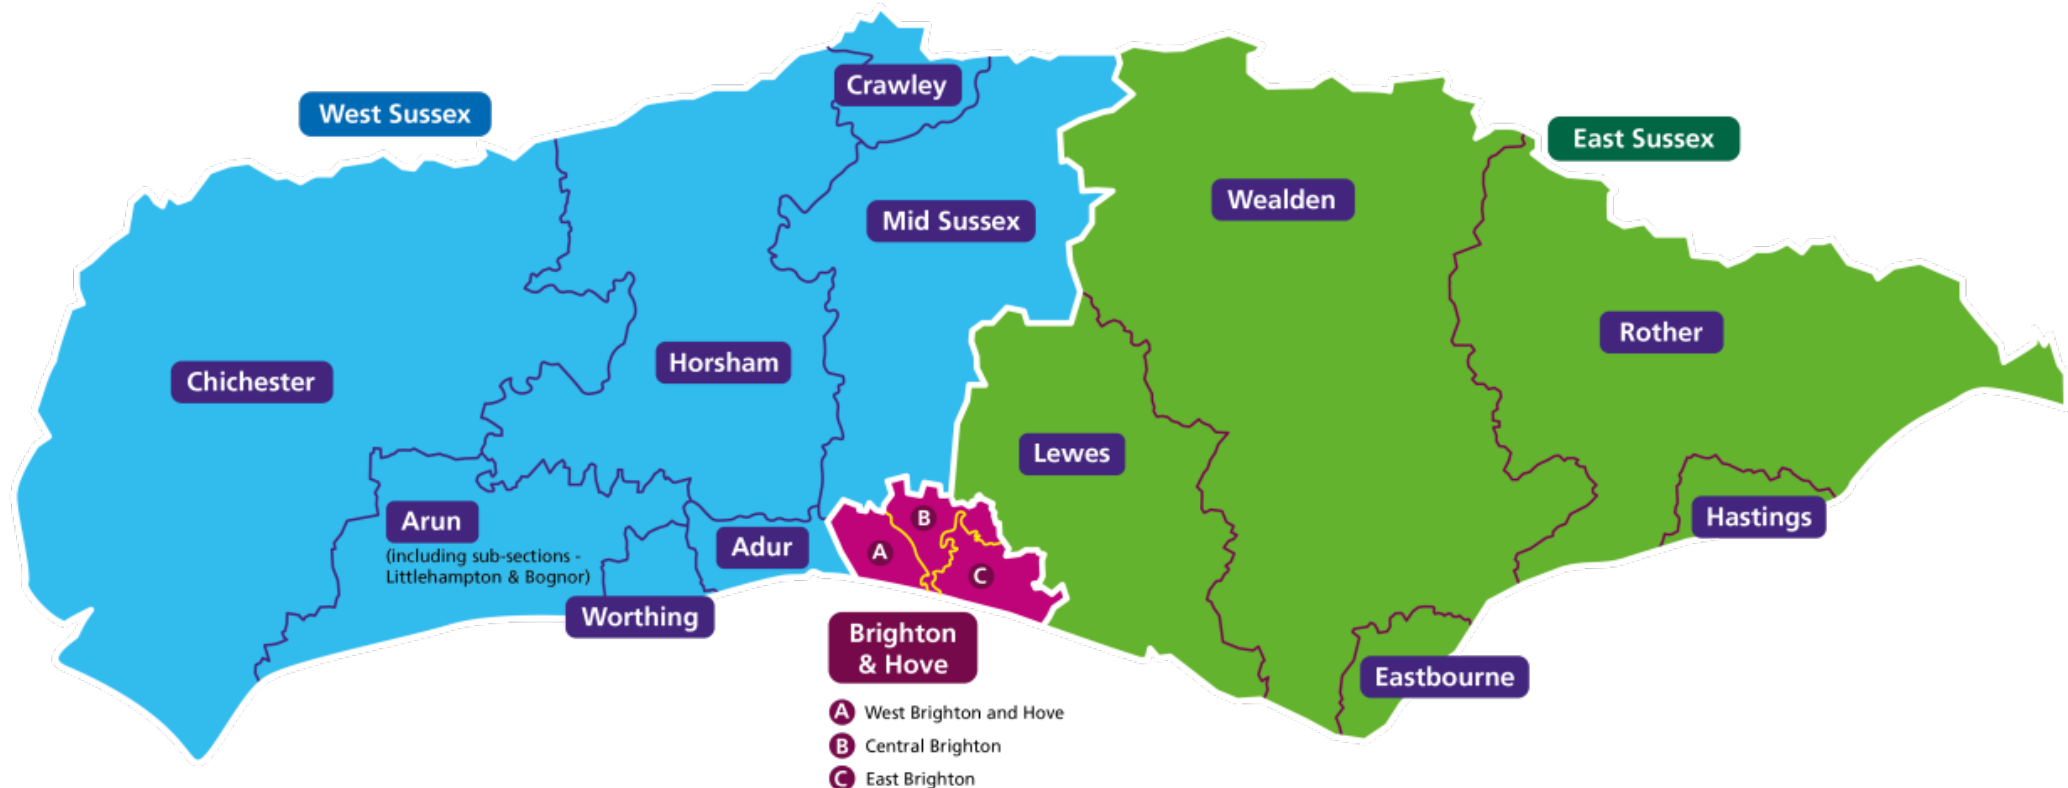 Crawley
West Sussex
East Sussex
Wealden
Mid Sussex
Rother
Horsham
Chichester
Lewes
Arun
(including sub-sections -
Littlehampton & Bognor)
Hastings
Adur
B
A
C
Worthing
Brighton
& Hove
Eastbourne
A West Brighton and Hove
B Central Brighton
C East Brighton